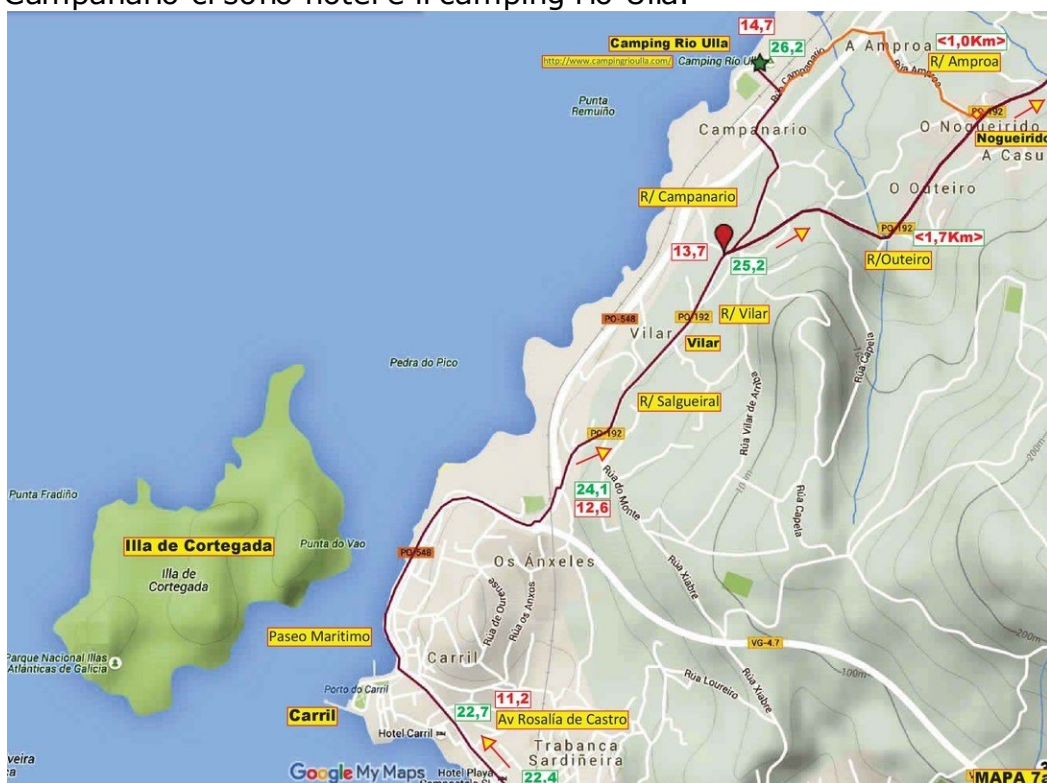 Campanario ci sono hotel e il camping Rio Ulla.
14,7
Camping Rio Ulla
26,2
A Amproa
<1,0Km>
http://www.campingrioulla.com/
Camping Río Ulla
Rúa Campanario
Rúa Amproa
R/ Amproa
Punta
Remuiño
PO-192
Campanario
O Nogueirido
Nogueirido
A Casu
O Outeiro
R/ Campanario
PO-192
<1,7Km>
13,7
25,2
R/Outeiro
PO-548
PO-192
R/ Vilar
Vilar
Vilar
Rúa Capela
Pedra do Pico
R/ Salgueiral
Rúa Vilar de Arriba
PO-192
200m
Punta Fradiño
24,1
12,6
Rúa do Monte
Rúa Capela
Illa de Cortegada
Punta do Vao
PO-548
Os Ánxeles
Illa de
Cortegada
Rúa de Ourense
Rúa os Anxos
Rúa Xiabre
Paseo Maritimo
VG-4.7
200m
Parque Nacional Illas
Atlánticas de Galicia
Carril
100m
Rúa Loureiro
Rúa Xiabre
Porto do Carril
11,2
22,7
Carril
Av Rosalía de Castro
Hotel Carril
Trabanca
Sardiñeira
Google My Maps
Hotel Playa
22,4
MAPA 7a